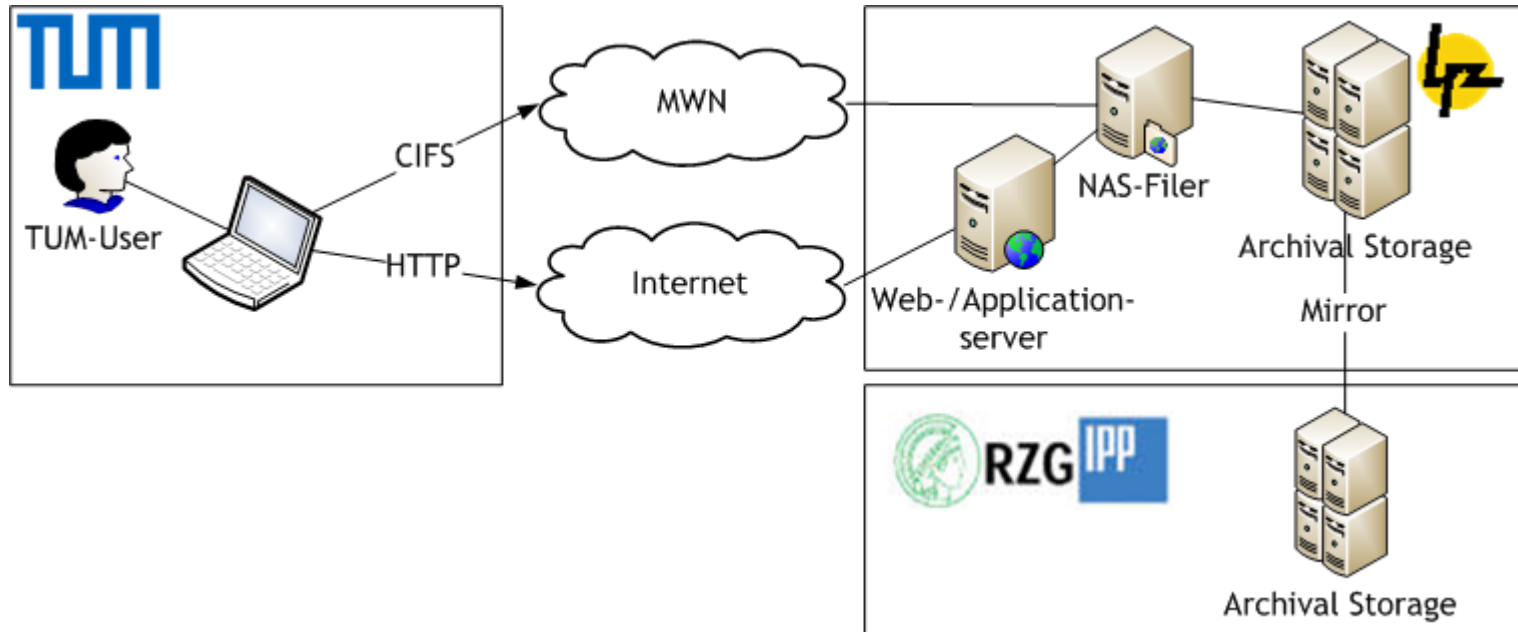 TUM
TUM-User
CIFS
HTTP
MWN
Internet
NAS-Filer
Web-/Application-
server
Archival Storage
lrz
Mirror
RZG
IPP
Archival Storage